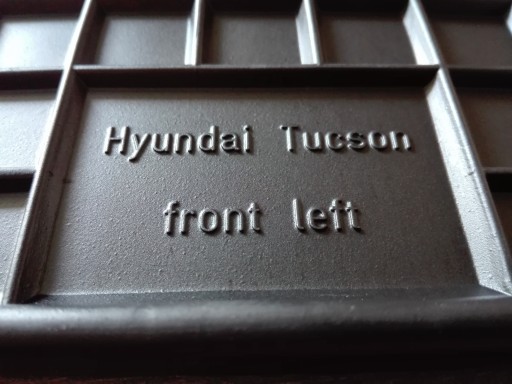 Hyundai Tucson
front left